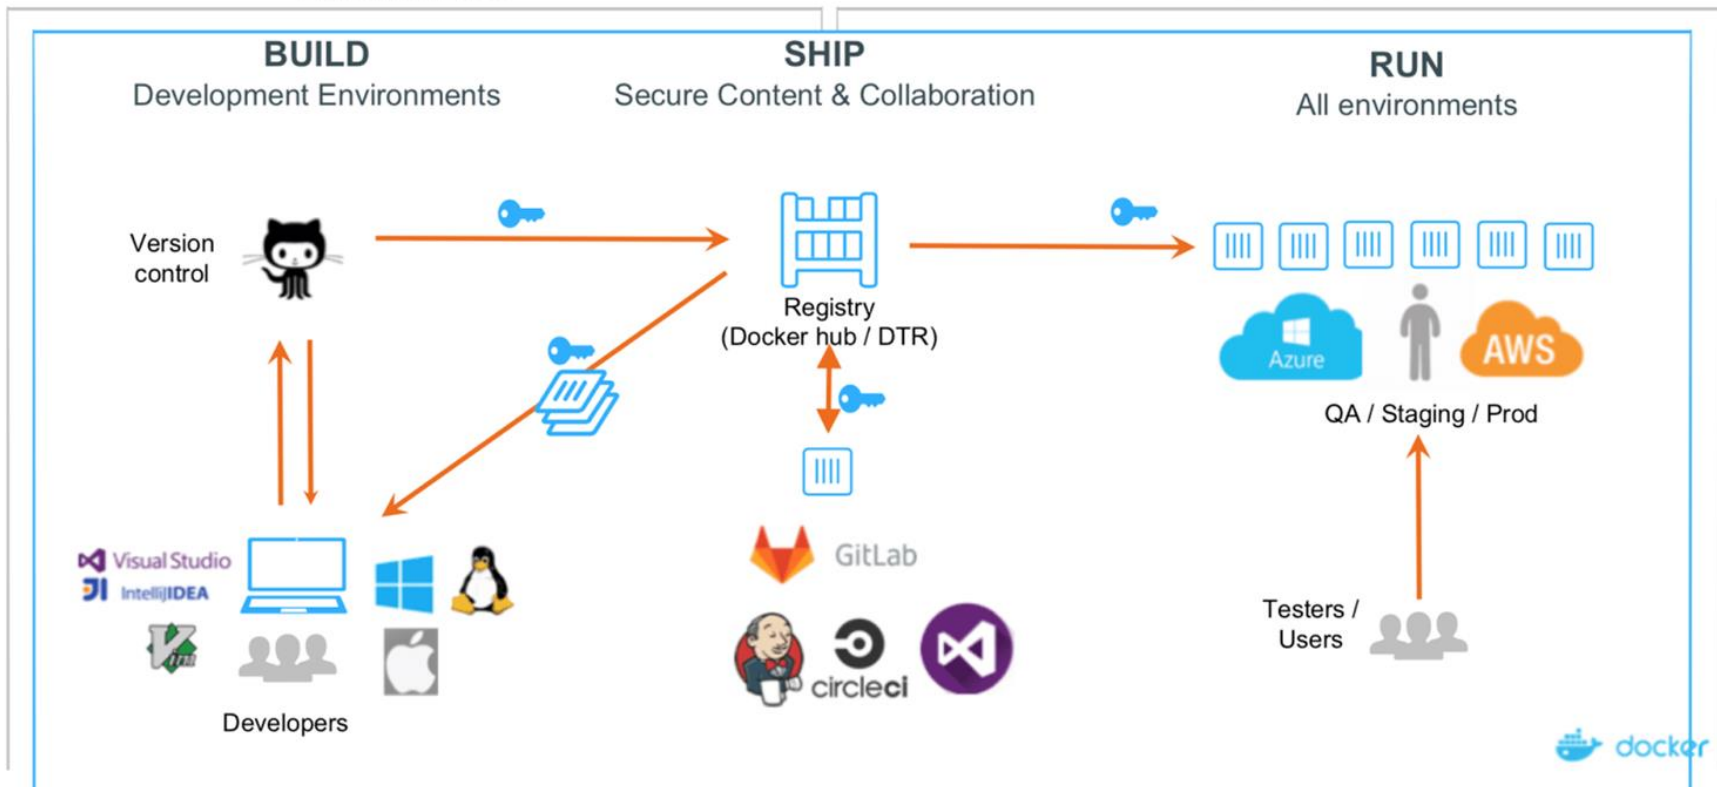 BUILD
Development Environments
SHIP
Secure Content & Collaboration
RUN
All environments
Version
control
Registry
(Docker hub / DTR)
Azure
AWS
QA / Staging / Prod
Visual Studio
IntelliJIDEA
Vim
Developers
GitLab
circleci
Testers /
Users
docker